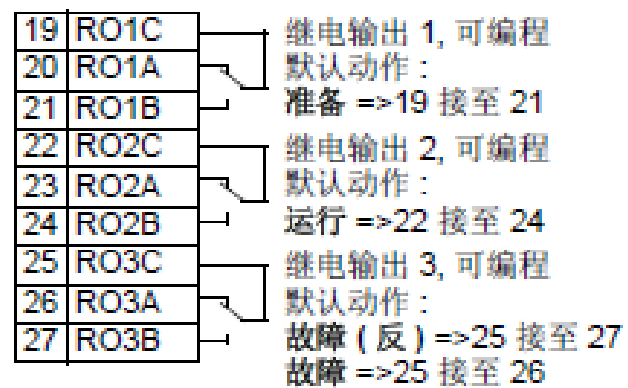 19 RO1C 继电输出 1, 可编程
20 RO1A 默认动作 :
21 RO1B 准备 =>19 接至 21
22 RO2C 继电输出 2, 可编程
23 RO2A 默认动作 :
24 RO2B 运行 =>22 接至 24
25 RO3C 继电输出 3, 可编程
26 RO3A 默认动作 :
27 RO3B 故障 ( 反 ) =>25 接至 27
故障 =>25 接至 26